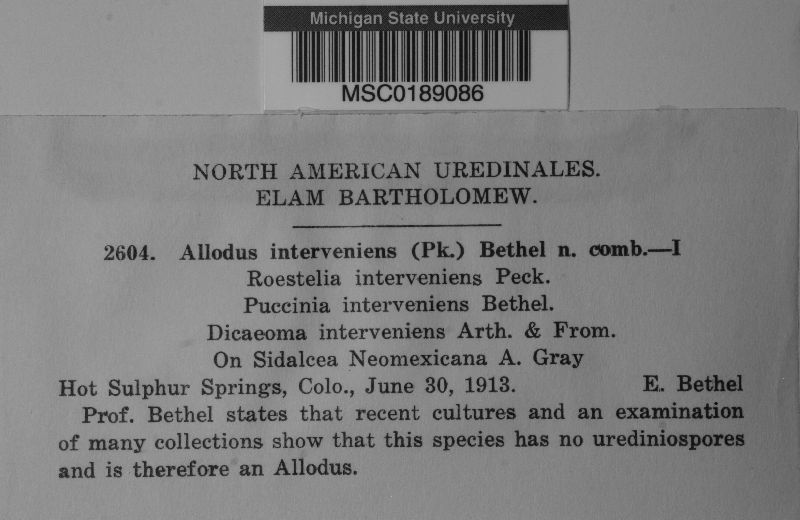 Michigan State University
MSC0189086
NORTH AMERICAN UREDINALES.
ELAM BARTHOLOMEW.
2604. Allodus interveniens (Pk.) Bethel n. comb.—I
Roestelia interveniens Peck.
Puccinia interveniens Bethel.
Dicaeoma interveniens Arth. & From.
On Sidalcea Neomexicana A. Gray
Hot Sulphur Springs, Colo., June 30, 1913. E. Bethel
Prof. Bethel states that recent cultures and an examination
of many collections show that this species has no urediniospores
and is therefore an Allodus.